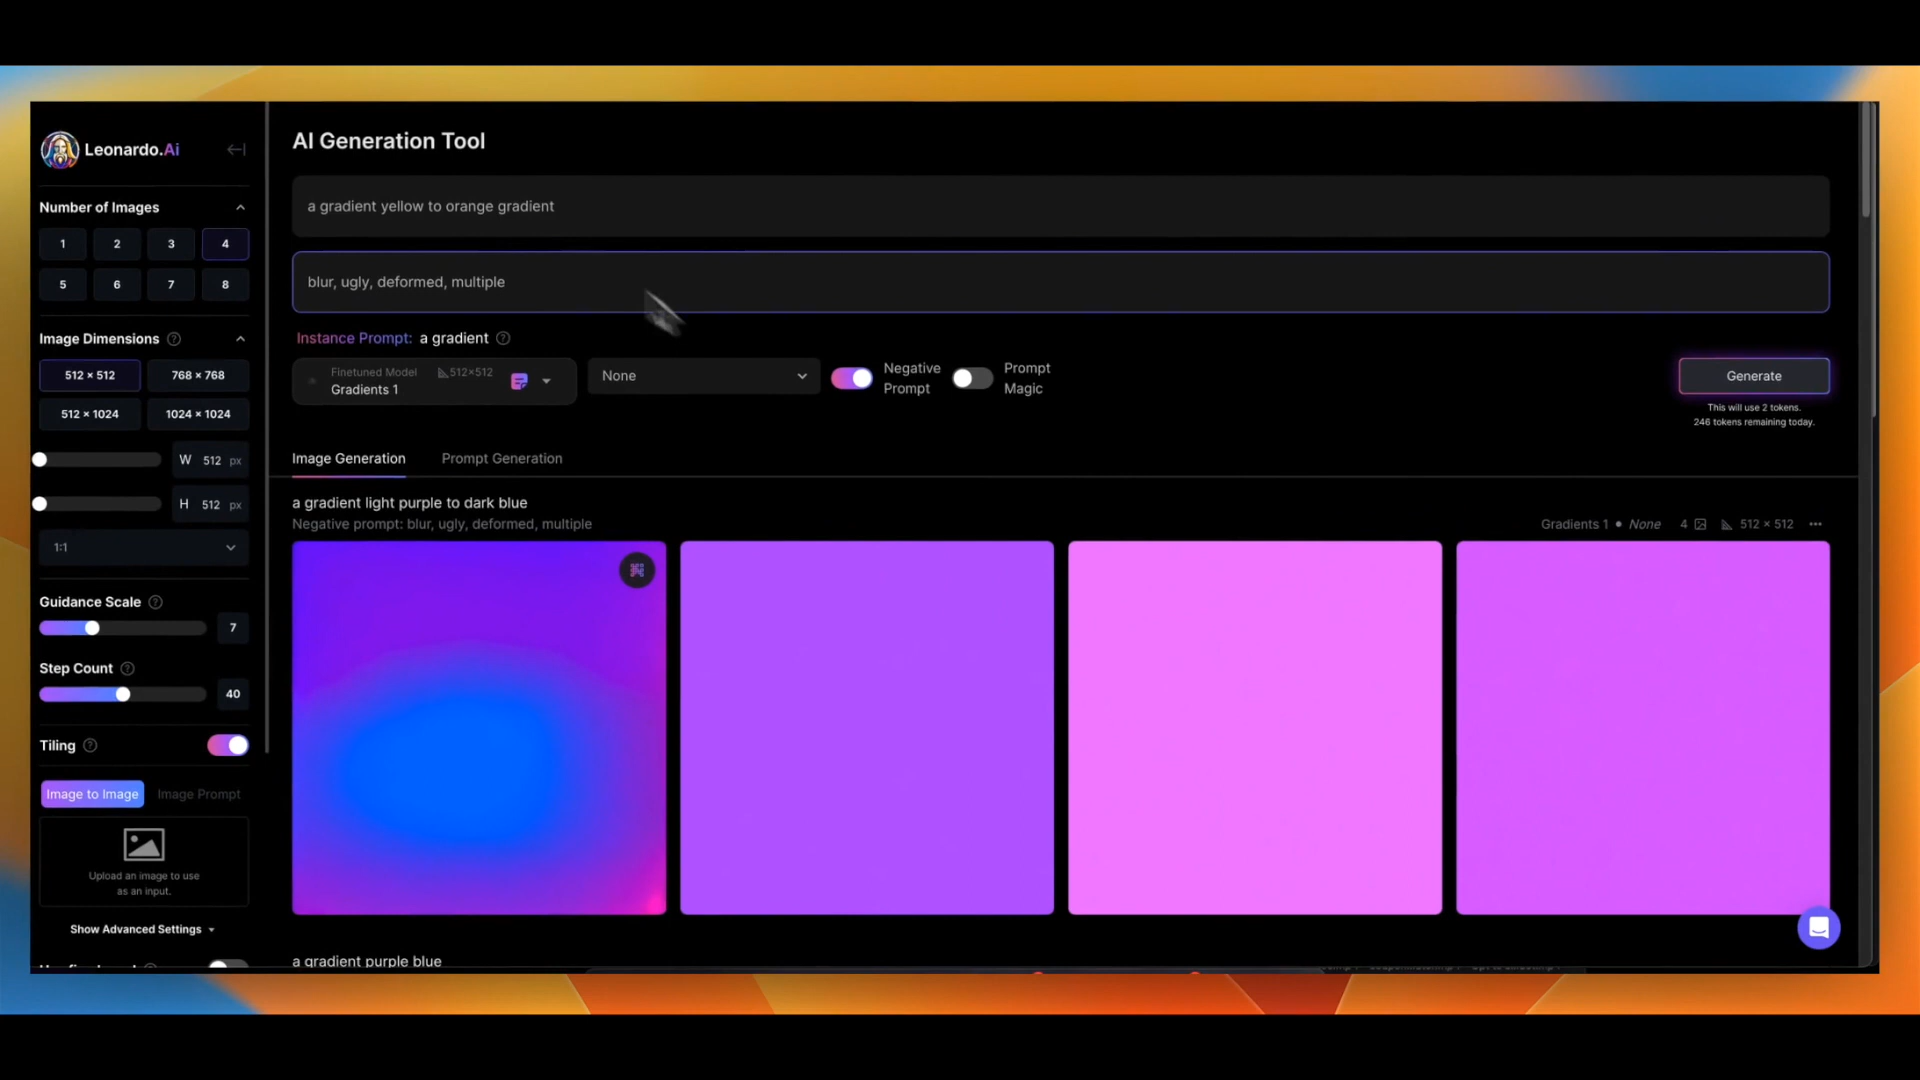 Leonardo.Ai
Number of Images
1 2 3 4
5 6 7 8
Image Dimensions
512 × 512 768 × 768
512 × 1024 1024 × 1024
W 512 px
H 512 px
1:1
Guidance Scale
7
Step Count
40
Tiling
Image to Image Image Prompt
Upload an image to use
as an input.
Show Advanced Settings
AI Generation Tool
a gradient yellow to orange gradient
blur, ugly, deformed, multiple
Instance Prompt: a gradient
Finetuned Model 512×512
Gradients 1
None
Negative
Prompt
Prompt
Magic
Generate
This will use 2 tokens.
246 tokens remaining today.
Image Generation Prompt Generation
a gradient light purple to dark blue
Negative prompt: blur, ugly, deformed, multiple
Gradients 1 • None 4 512 × 512
a gradient purple blue